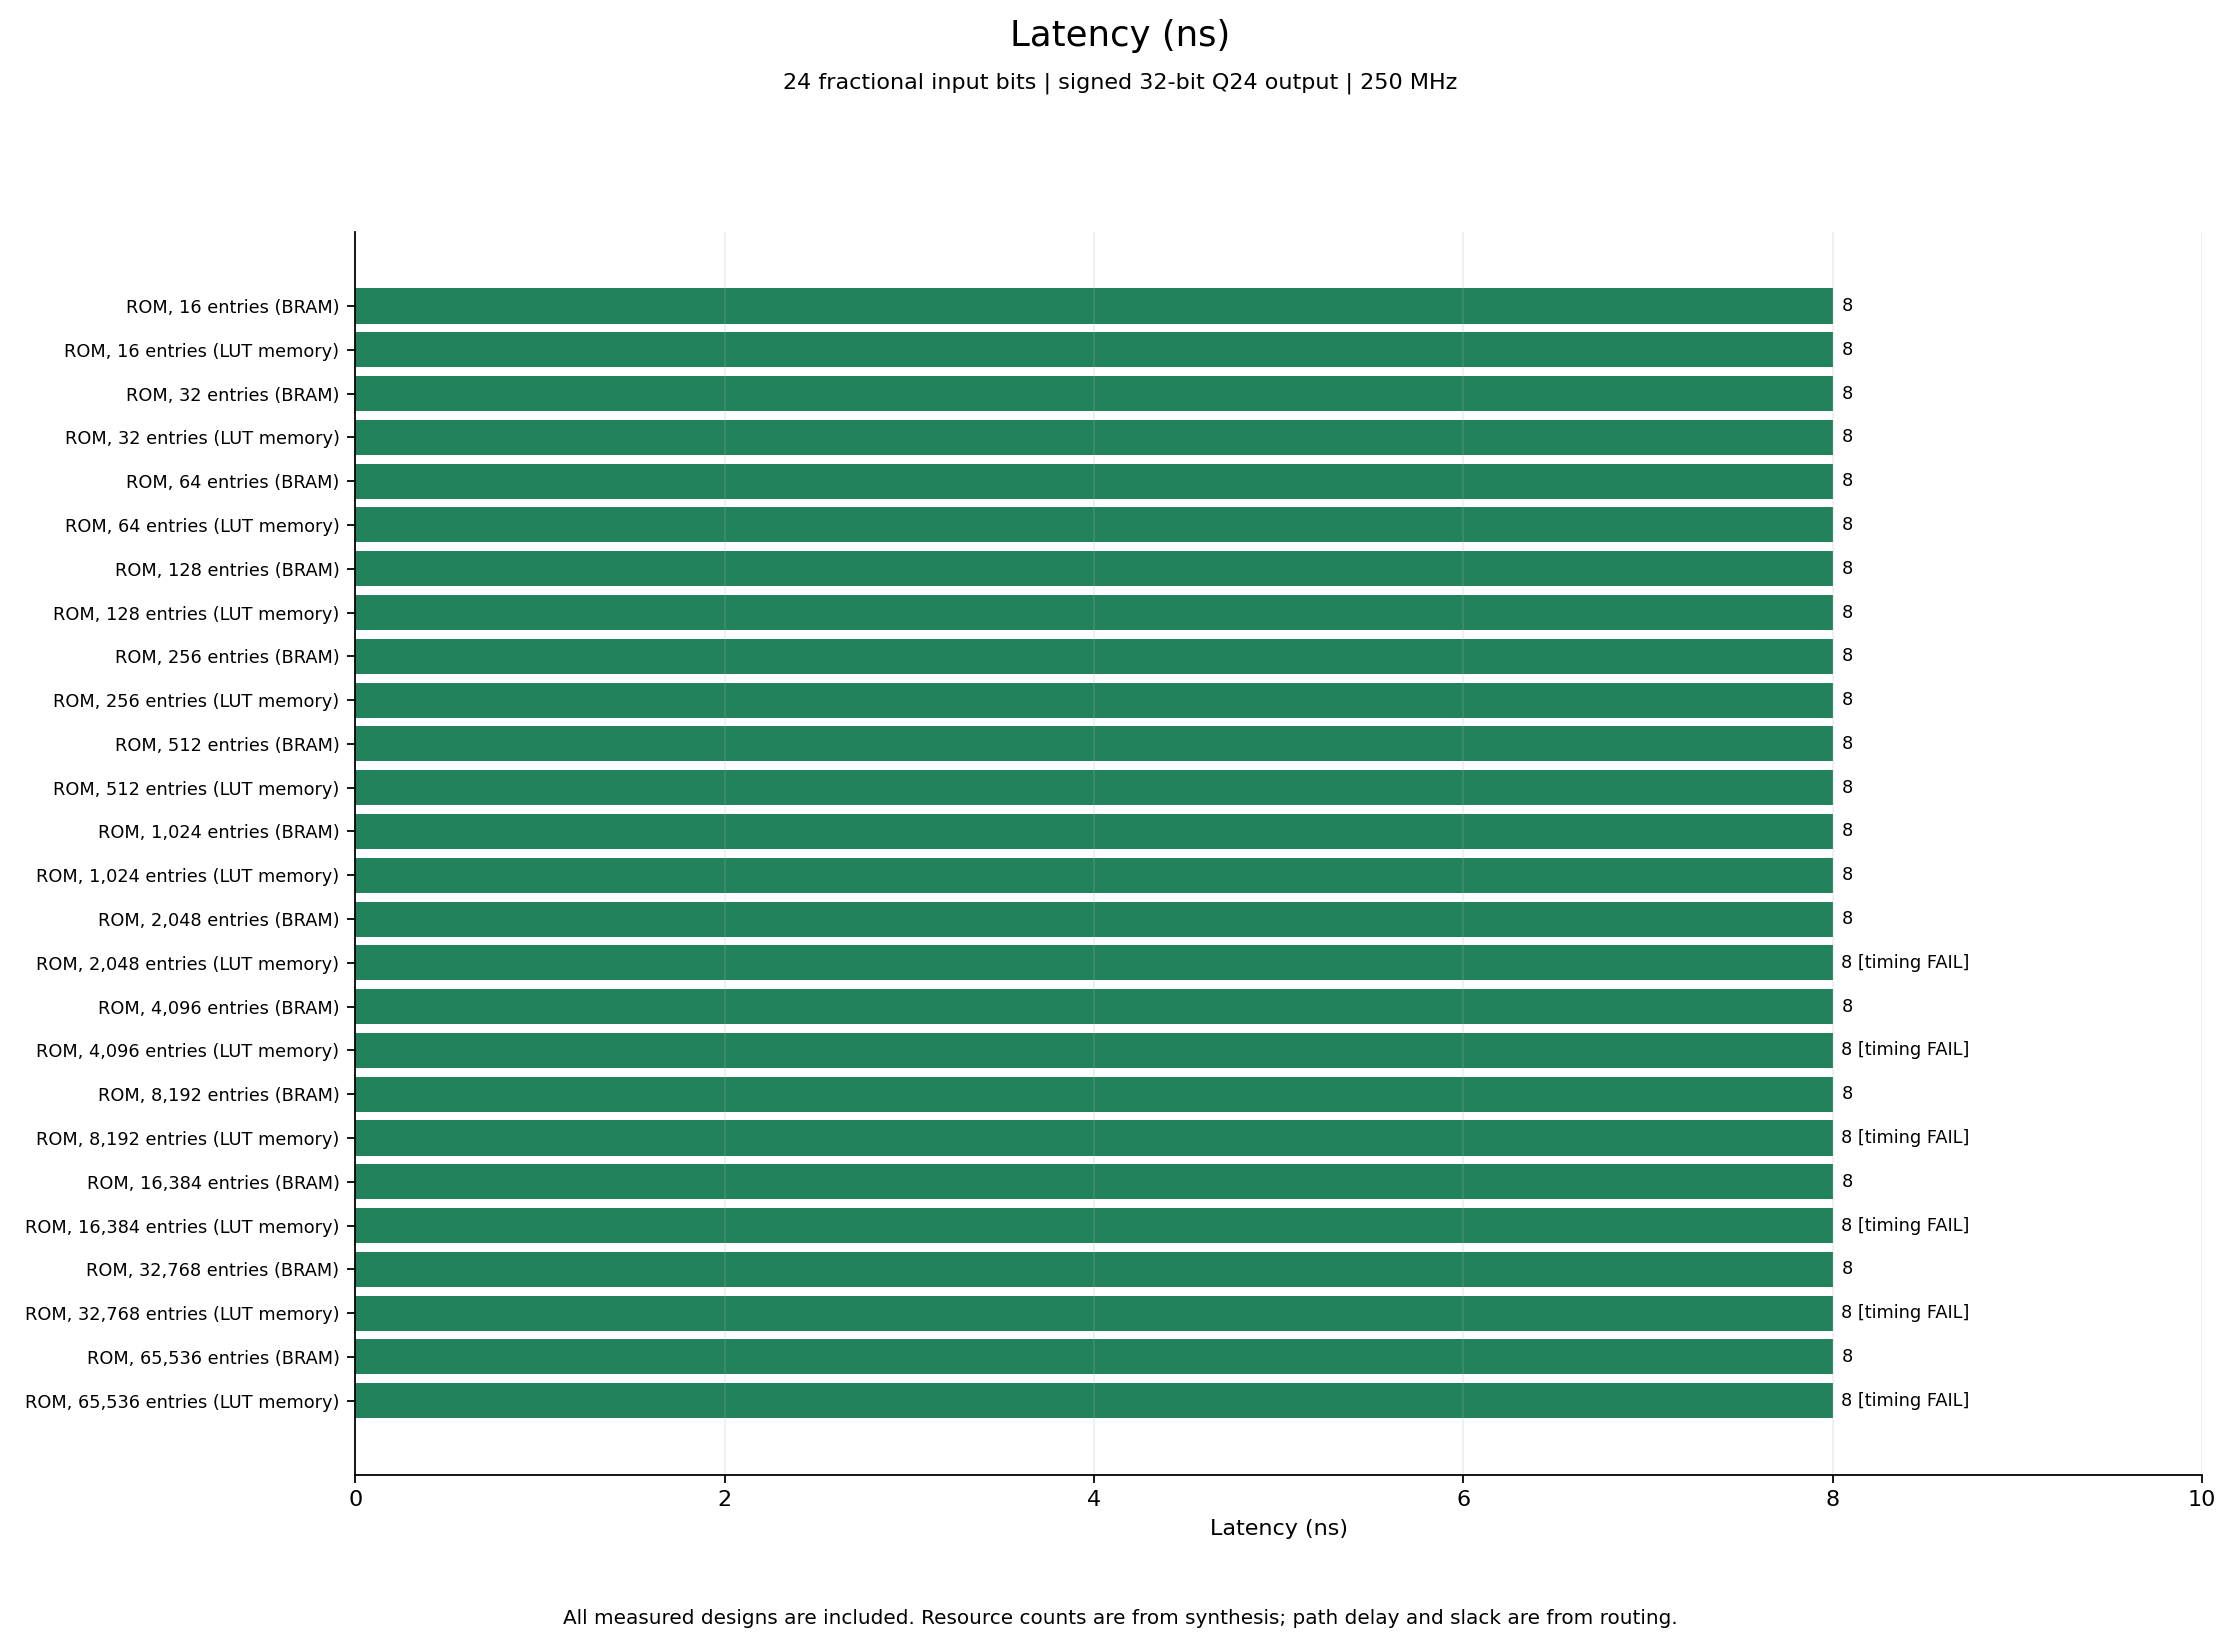 Latency (ns)
24 fractional input bits | signed 32-bit Q24 output | 250 MHz
ROM, 16 entries (BRAM) 8
ROM, 16 entries (LUT memory) 8
ROM, 32 entries (BRAM) 8
ROM, 32 entries (LUT memory) 8
ROM, 64 entries (BRAM) 8
ROM, 64 entries (LUT memory) 8
ROM, 128 entries (BRAM) 8
ROM, 128 entries (LUT memory) 8
ROM, 256 entries (BRAM) 8
ROM, 256 entries (LUT memory) 8
ROM, 512 entries (BRAM) 8
ROM, 512 entries (LUT memory) 8
ROM, 1,024 entries (BRAM) 8
ROM, 1,024 entries (LUT memory) 8
ROM, 2,048 entries (BRAM) 8
ROM, 2,048 entries (LUT memory) 8 [timing FAIL]
ROM, 4,096 entries (BRAM) 8
ROM, 4,096 entries (LUT memory) 8 [timing FAIL]
ROM, 8,192 entries (BRAM) 8
ROM, 8,192 entries (LUT memory) 8 [timing FAIL]
ROM, 16,384 entries (BRAM) 8
ROM, 16,384 entries (LUT memory) 8 [timing FAIL]
ROM, 32,768 entries (BRAM) 8
ROM, 32,768 entries (LUT memory) 8 [timing FAIL]
ROM, 65,536 entries (BRAM) 8
ROM, 65,536 entries (LUT memory) 8 [timing FAIL]
0 2 4 6 8 10
Latency (ns)
All measured designs are included. Resource counts are from synthesis; path delay and slack are from routing.